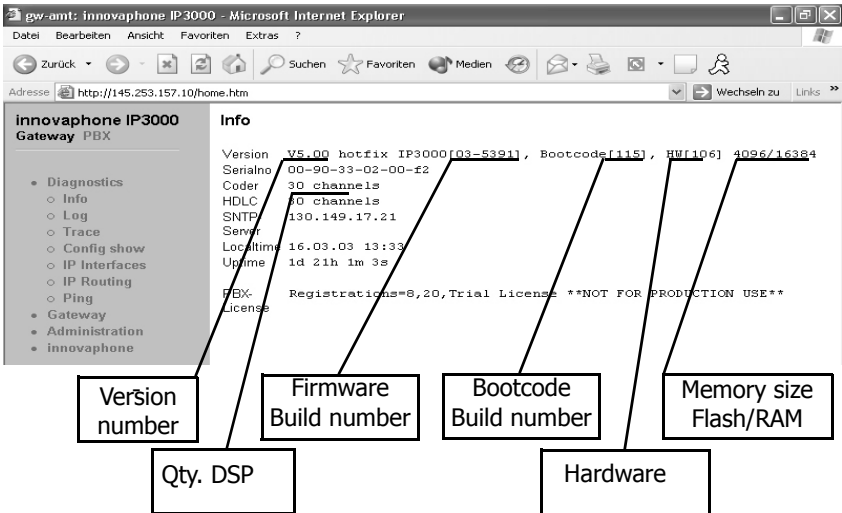 gw-amt: innovaphone IP3000 - Microsoft Internet Explorer
Datei Bearbeiten Ansicht Favoriten Extras ?
Zurück Suchen Favoriten Medien
Adresse http://145.253.157.10/home.htm Wechseln zu Links »
innovaphone IP3000
Gateway PBX
Diagnostics
Info
Log
Trace
Config show
IP Interfaces
IP Routing
Ping
Gateway
Administration
innovaphone
Info
Version V5.00 hotfix IP3000[03-5391], Bootcode[115], HW[106] 4096/16384
Serialno 00-90-33-02-00-f2
Coder 30 channels
HDLC 30 channels
SNTP-Server 130.149.17.21
Localtime 16.03.03 13:33
Uptime 1d 21h 1m 3s
PBX-License Registrations=8,20,Trial License **NOT FOR PRODUCTION USE**
Version number
Firmware Build number
Bootcode Build number
Memory size Flash/RAM
Qty. DSP
Hardware